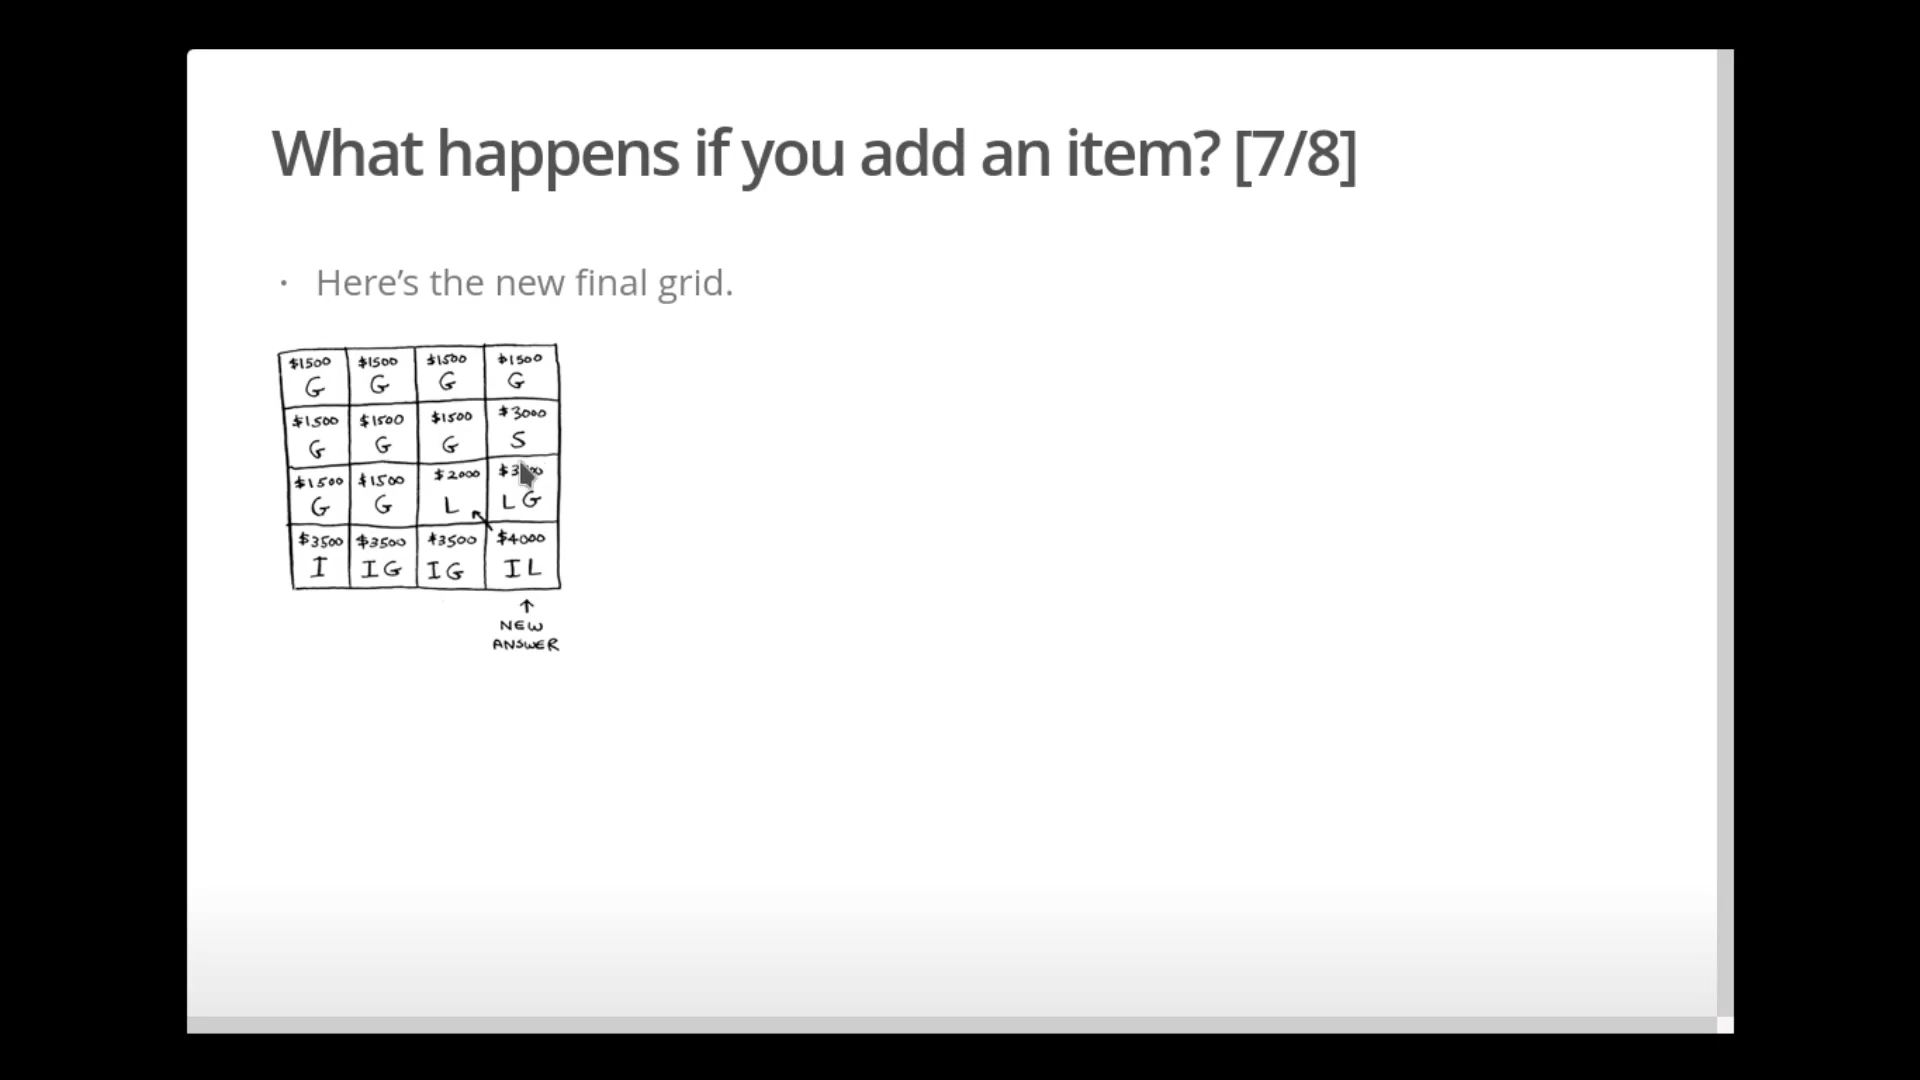 What happens if you add an item? [7/8]
· Here’s the new final grid.
$1500 $1500 $1500 $1500
G G G G
$1500 $1500 $1500 $3000
G G G S
$1500 $1500 $2000
G G L L G
$3500 $3500 $3500 $4000
I I G I G I L
↑
NEW
ANSWER